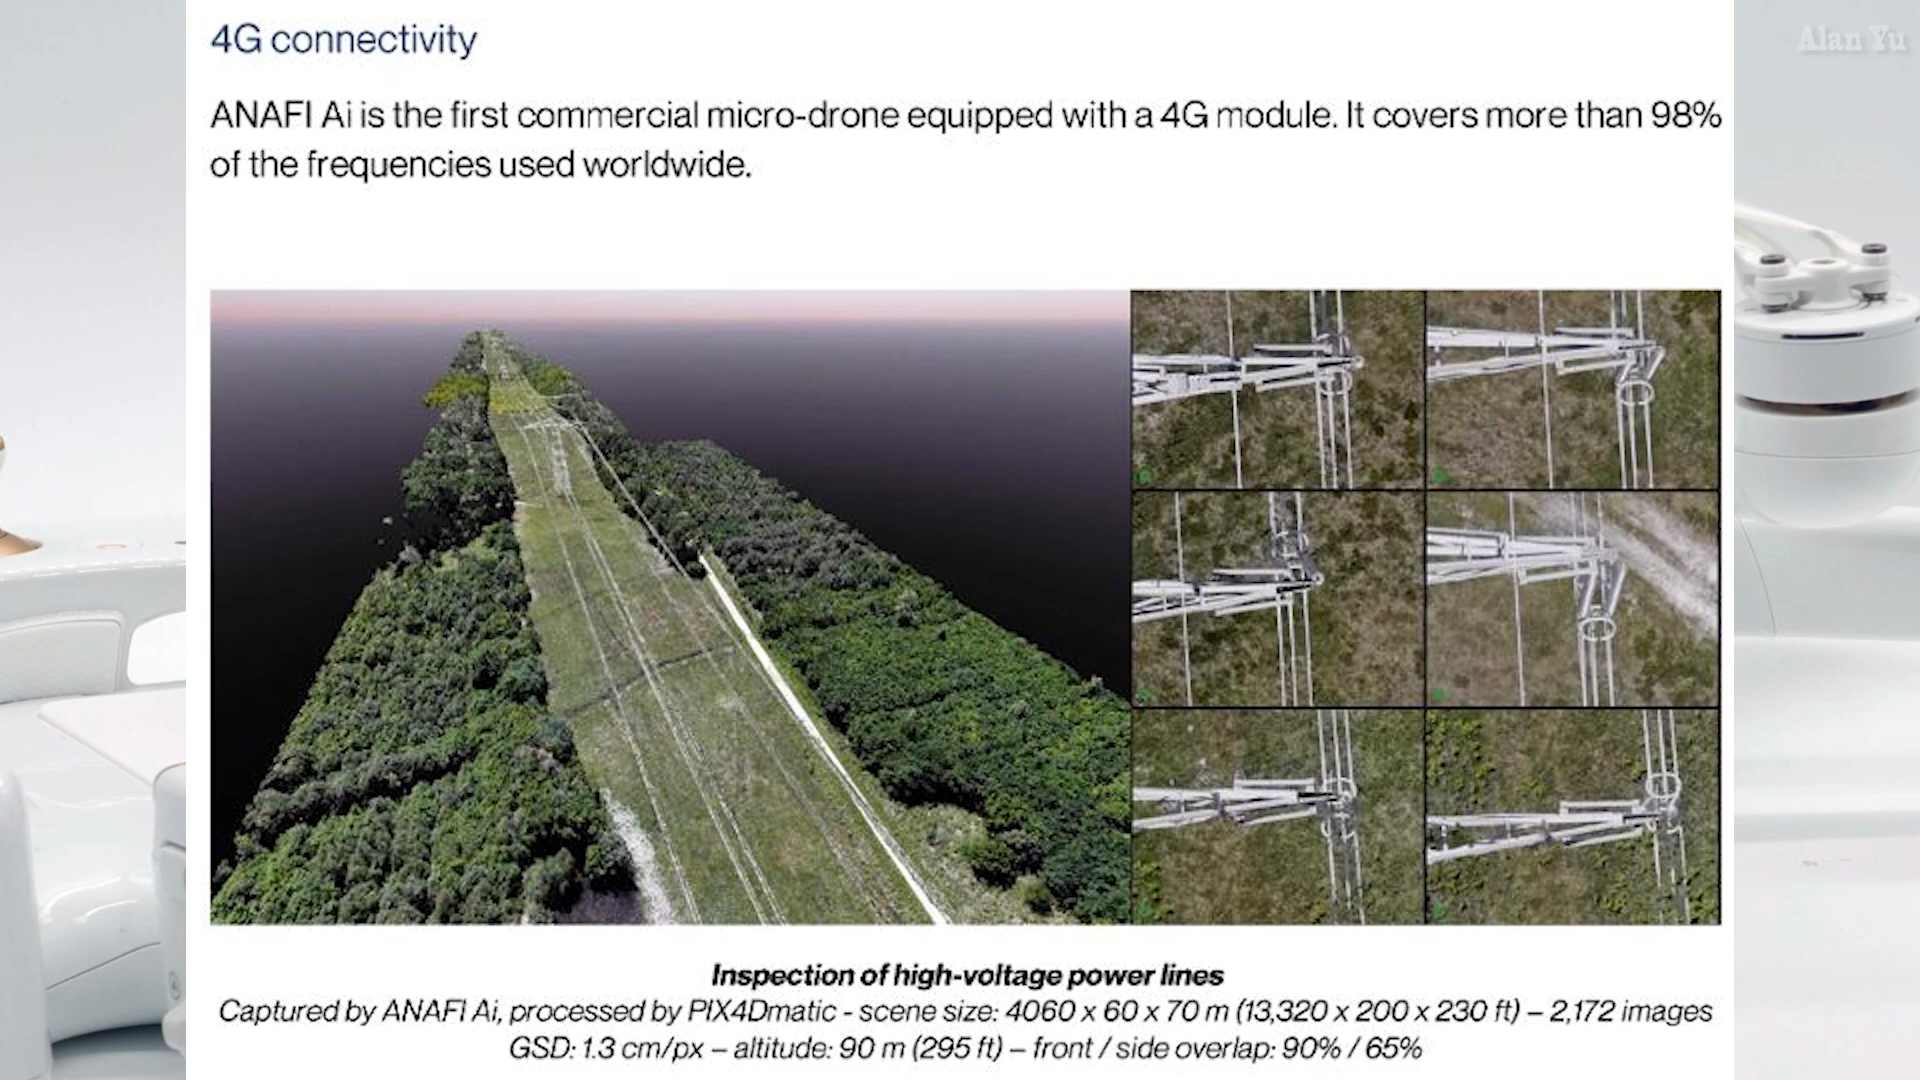 Alan Yu
4G connectivity
ANAFI Ai is the first commercial micro-drone equipped with a 4G module. It covers more than 98%
of the frequencies used worldwide.
Inspection of high-voltage power lines
Captured by ANAFI Ai, processed by PIX4Dmatic - scene size: 4060 x 60 x 70 m (13,320 x 200 x 230 ft) – 2,172 images
GSD: 1.3 cm/px – altitude: 90 m (295 ft) – front / side overlap: 90% / 65%